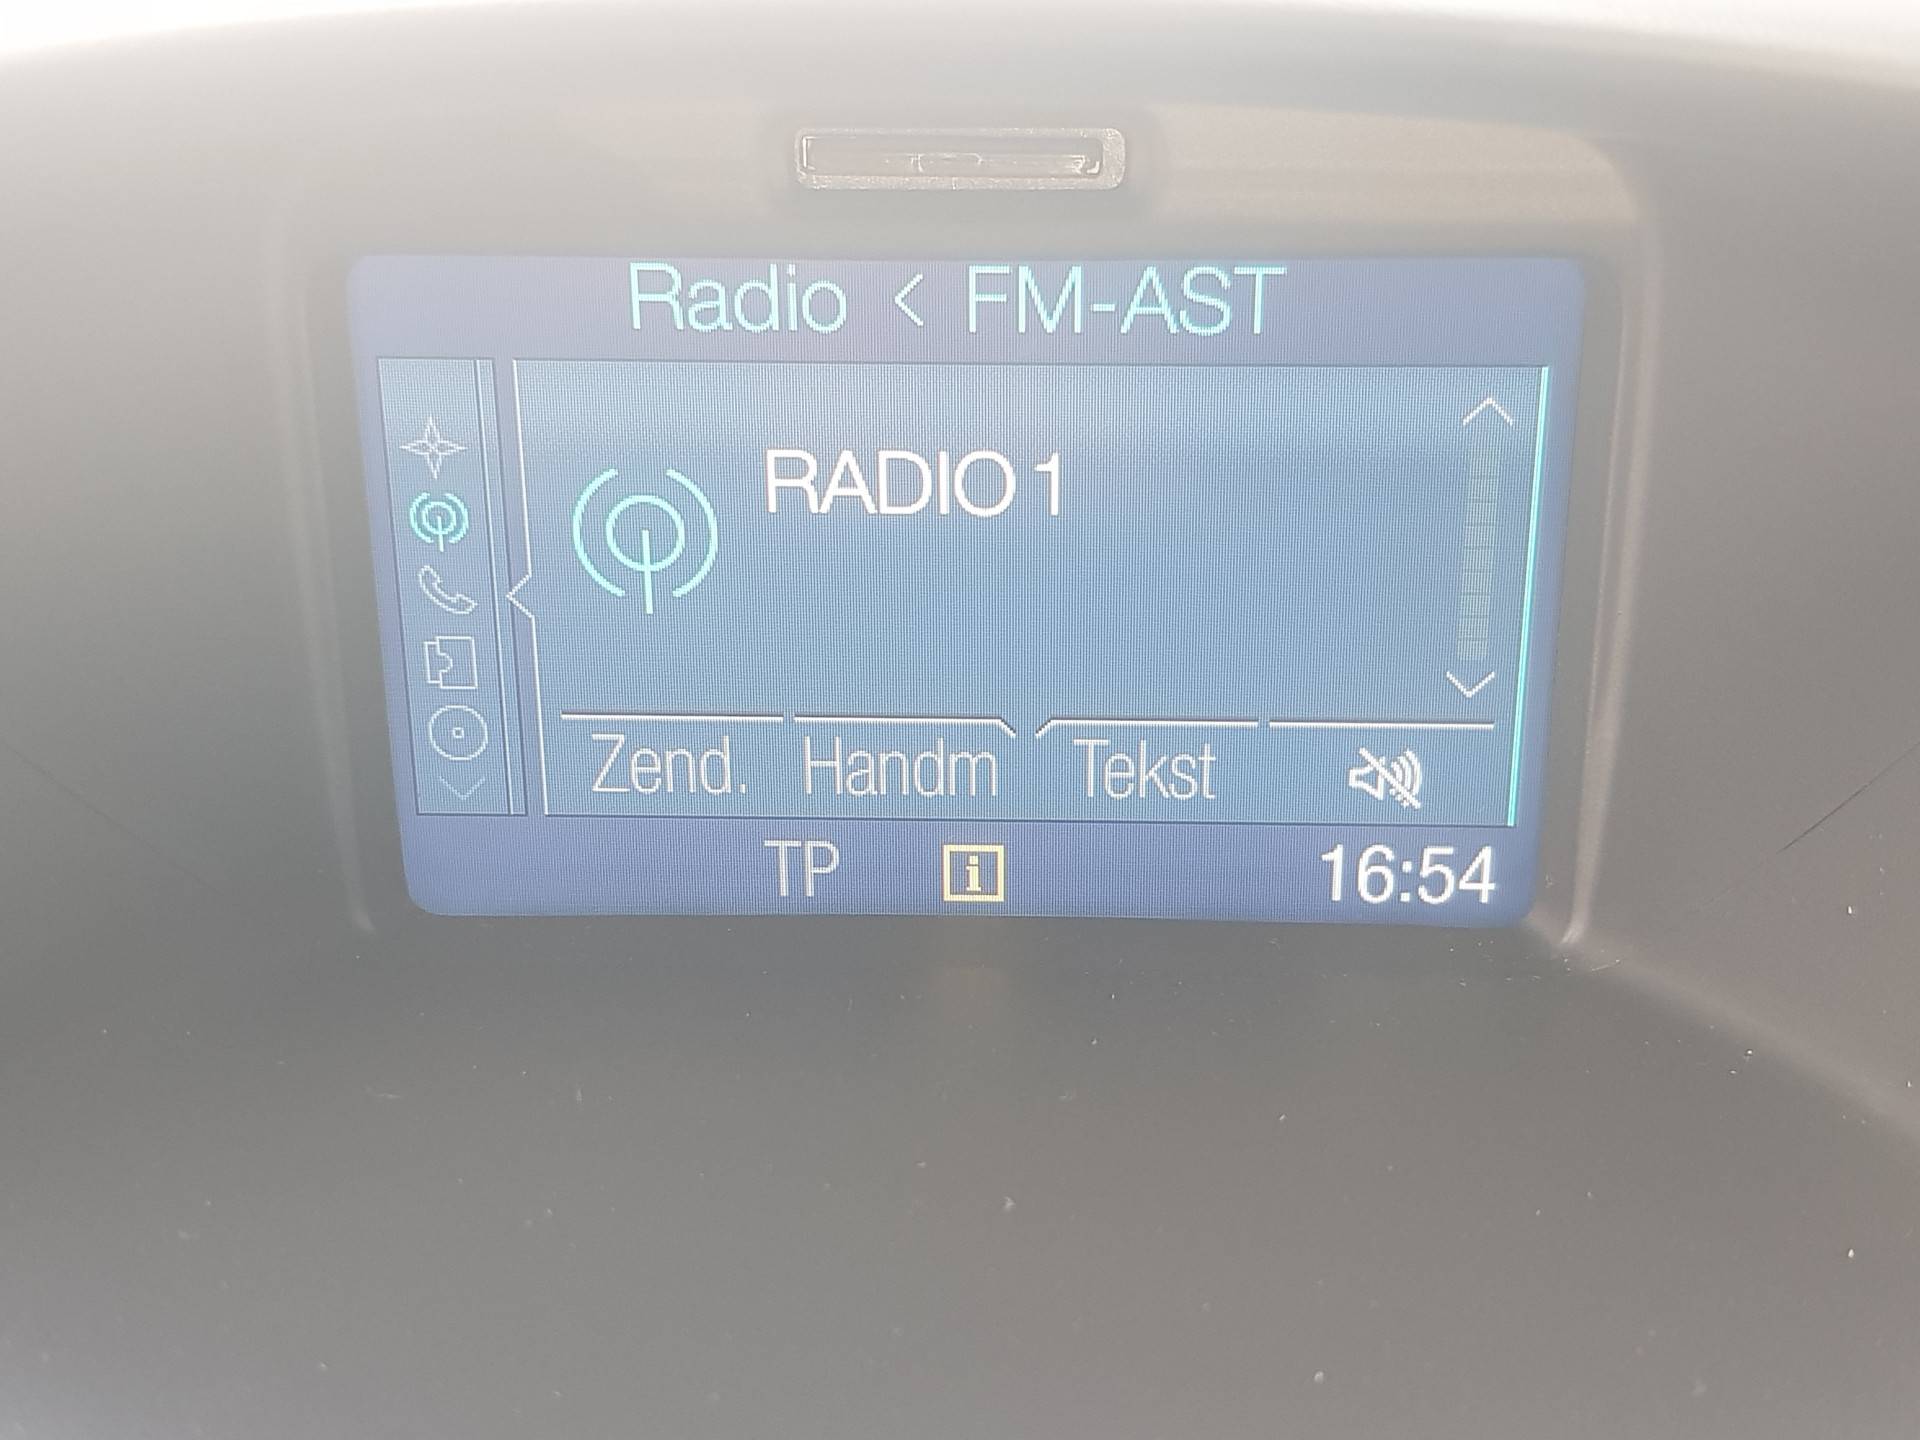 Radio < FM-AST
RADIO 1
Zend. Handm Tekst
TP i 16:54